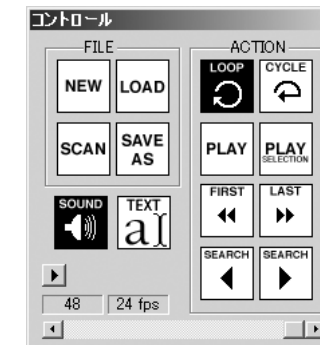 コントロール
FILE
NEW
LOAD
SCAN
SAVE
AS
SOUND
TEXT
a
48
24 fps
ACTION
LOOP
CYCLE
PLAY
PLAY
SELECTION
FIRST
LAST
SEARCH
SEARCH